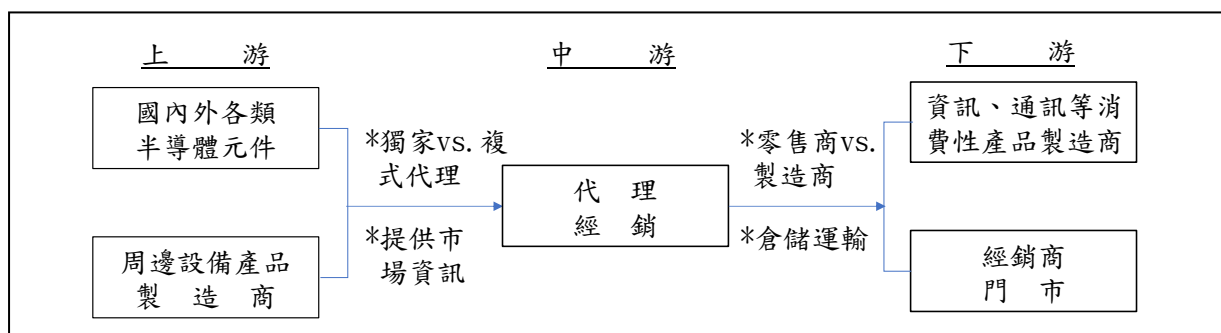 上 游
中 游
下 游
國內外各類
半導體元件
周邊設備產品
製 造 商
*獨家vs.複
式代理
*提供市
場資訊
代 理
經 銷
*零售商vs.
製造商
*倉儲運輸
資訊、通訊等消
費性產品製造商
經銷商
門 市